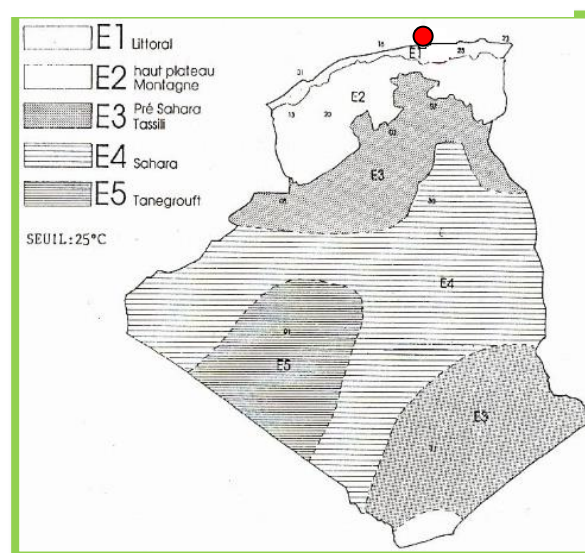 E1 Littoral
E2 haut plateau
Montagne
E3 Pré Sahara
Tassili
E4 Sahara
E5 Tanegrouft
SEUIL:25°C
E1
E2
E3
E4
E5
E3